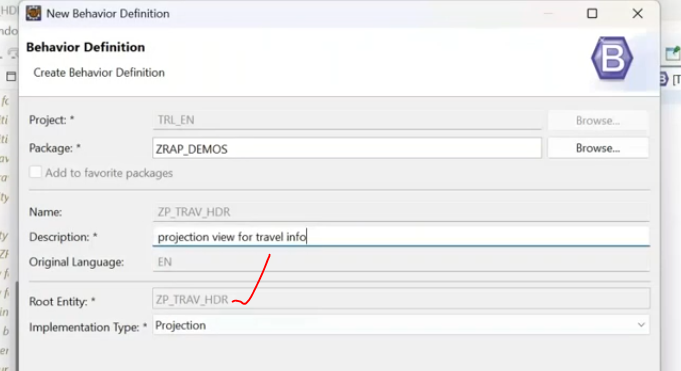 New Behavior Definition
Behavior Definition
Create Behavior Definition
B
Project: * TRL_EN Browse...
Package: * ZRAP_DEMOS Browse...
Add to favorite packages
Name: ZP_TRAV_HDR
Description: * projection view for travel info
Original Language: EN
Root Entity: * ZP_TRAV_HDR
Implementation Type: * Projection